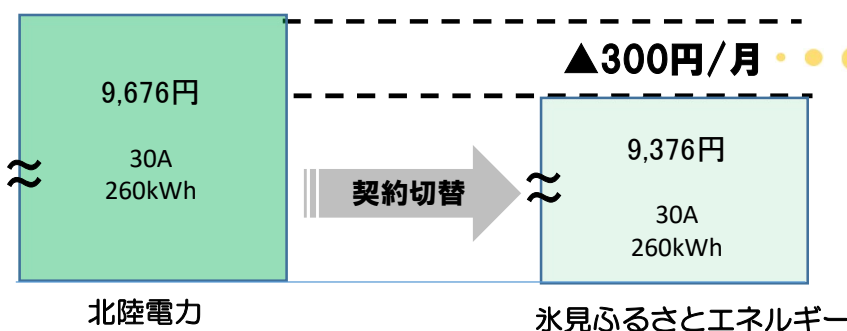 ▲300円/月
9,676円
30A
260kWh
契約切替
9,376円
30A
260kWh
北陸電力
氷見ふるさとエネルギー